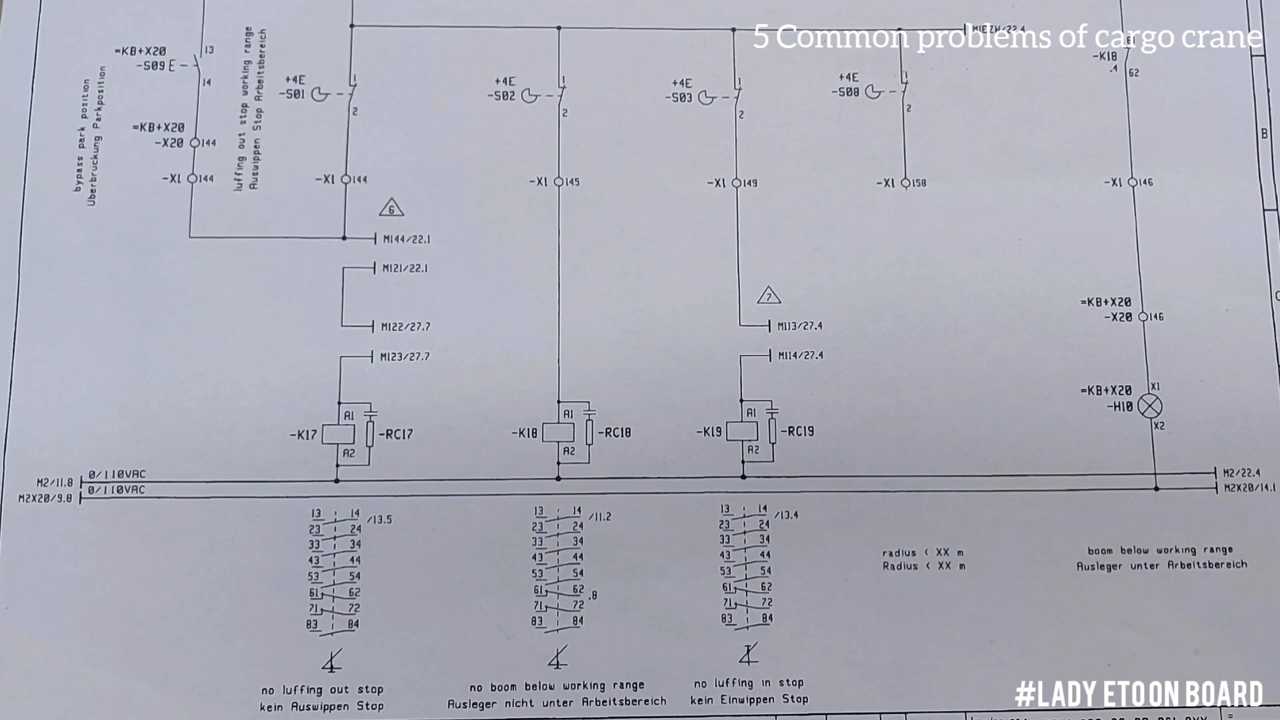 5 Common problems of cargo crane
=KB+X20
-S09 E
13
14
bypass park position
Überbrückung Parkposition
=KB+X20
-X20
144
-X1
144
luffing out stop working range
Auswippen Stop Arbeitsbereich
+4E
-S01
1
2
-X1
144
+4E
-S02
1
2
-X1
145
+4E
-S03
1
2
-X1
149
+4E
-S08
1
2
-X1
150
-K18
.4
62
-X1
146
6
M144/22.1
M121/22.1
M122/27.7
M123/27.7
7
M113/27.4
M114/27.4
=KB+X20
-X20
146
=KB+X20
-H10
X1
X2
-K17
A1
A2
-RC17
-K18
A1
A2
-RC18
-K19
A1
A2
-RC19
M2/11.8
0/110VAC
M2/22.4
M2X20/9.8
0/110VAC
M2X20/14.1
13 14 /13.5
23 24
33 34
43 44
53 54
61 62
71 72
83 84
no luffing out stop
kein Auswippen Stop
13 14 /11.2
23 24
33 34
43 44
53 54
61 62 .8
71 72
83 84
no boom below working range
Ausleger nicht unter Arbeitsbereich
13 14 /13.4
23 24
33 34
43 44
53 54
61 62
71 72
83 84
no luffing in stop
kein Einwippen Stop
radius < XX m
Radius < XX m
boom below working range
Ausleger unter Arbeitsbereich
B
#LADY ETOON BOARD